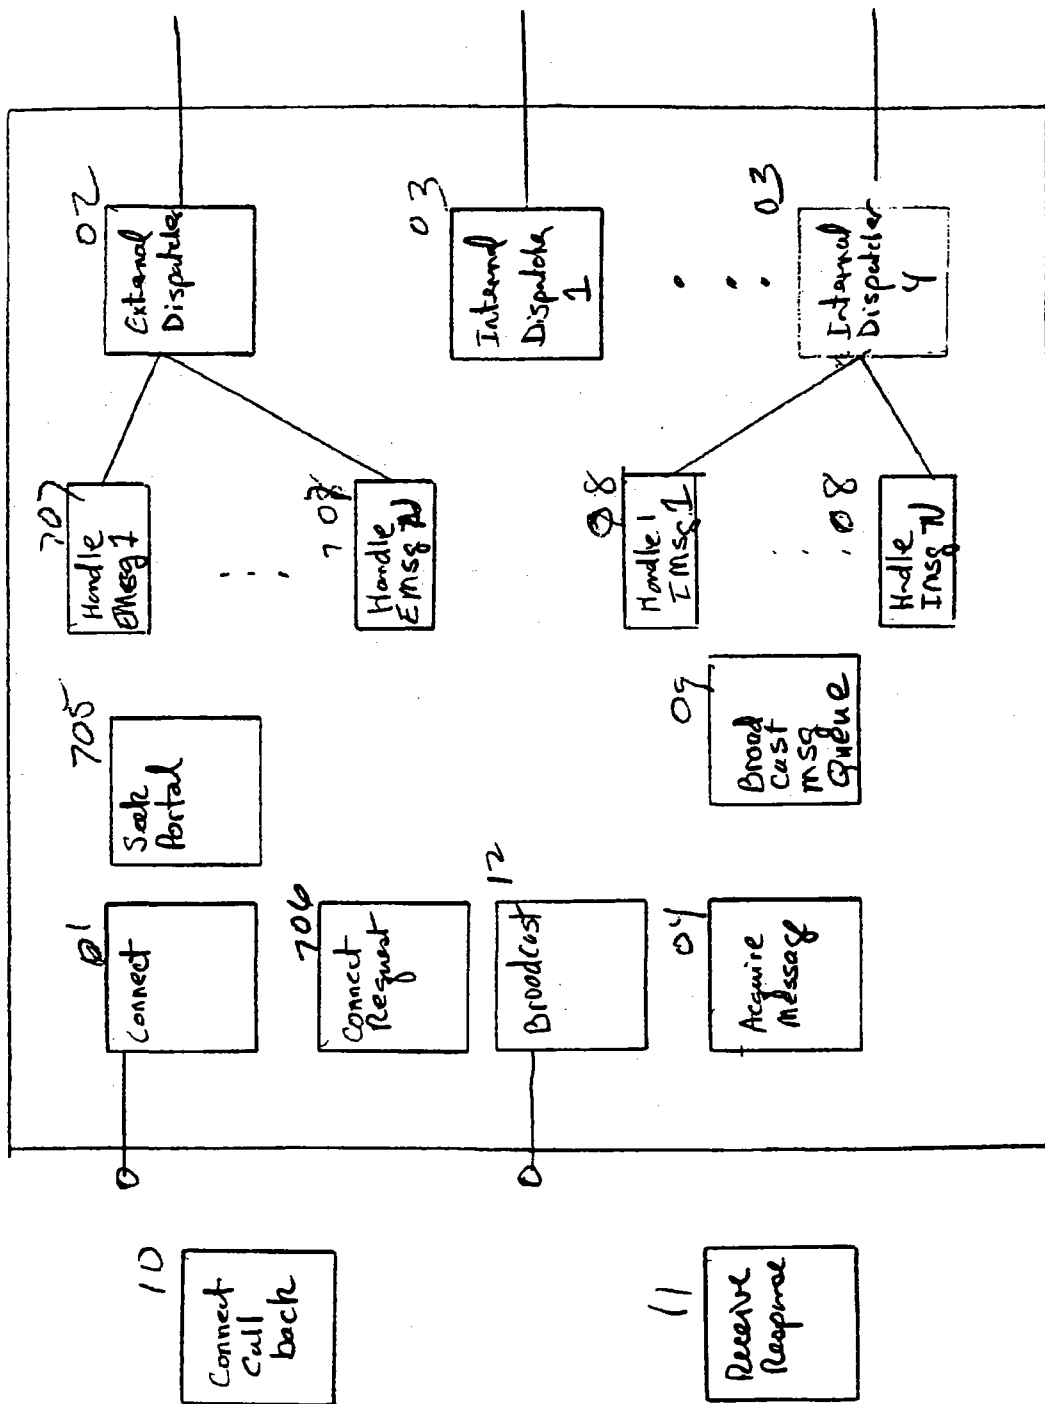 10
Connect
Call
back
01
Connect
705
Seek
Portal
707
Handle
EMssg 1
02
External
Dispatcher
706
Connect
Request
707
Handle
EMsg N
12
Broadcast
03
Internal
Dispatcher
1
11
Receive
Response
04
Acquire
Message
09
Broad
cast
msg
Queue
08
Handle
IMsg 1
08
Handle
Imsg N
03
Internal
Dispatcher
Y